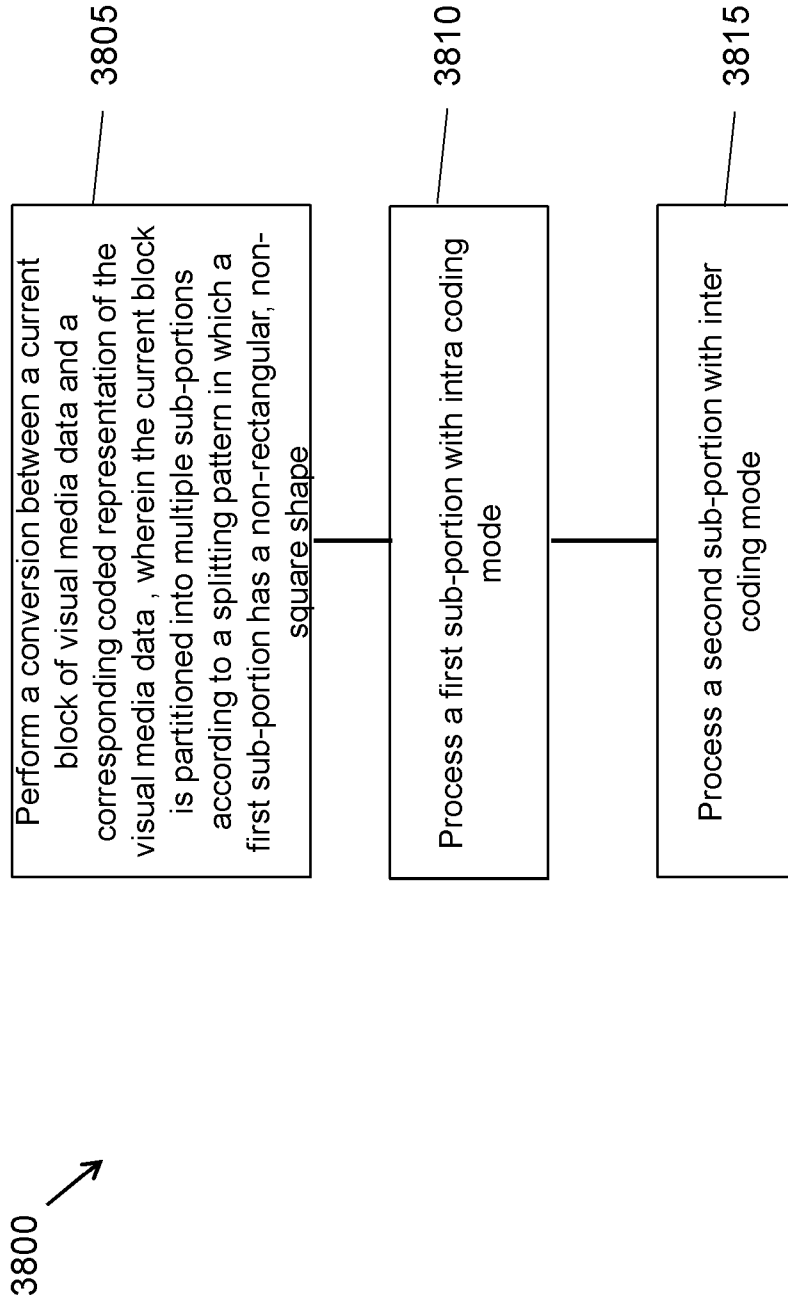 3800
Perform a conversion between a current
block of visual media data and a
corresponding coded representation of the
visual media data , wherein the current block
is partitioned into multiple sub-portions
according to a splitting pattern in which a
first sub-portion has a non-rectangular, non-
square shape
3805
Process a first sub-portion with intra coding
mode
3810
Process a second sub-portion with inter
coding mode
3815